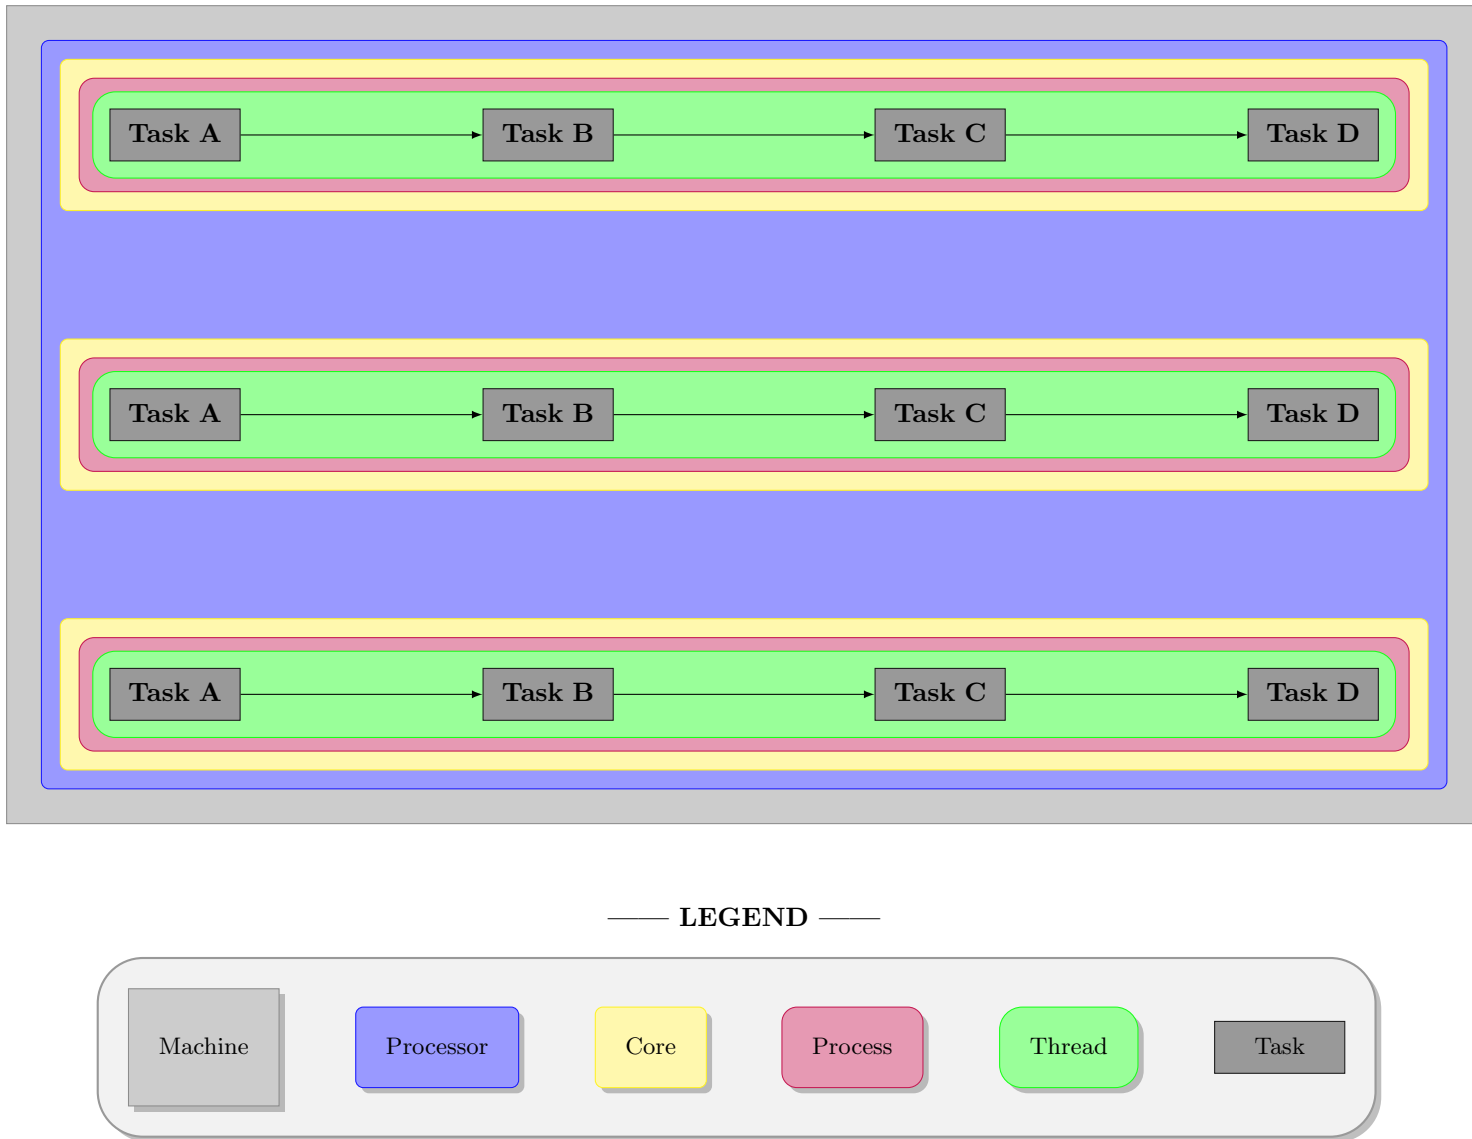 Task A Task B Task C Task D
Task A Task B Task C Task D
Task A Task B Task C Task D
LEGEND
Machine Processor Core Process Thread Task